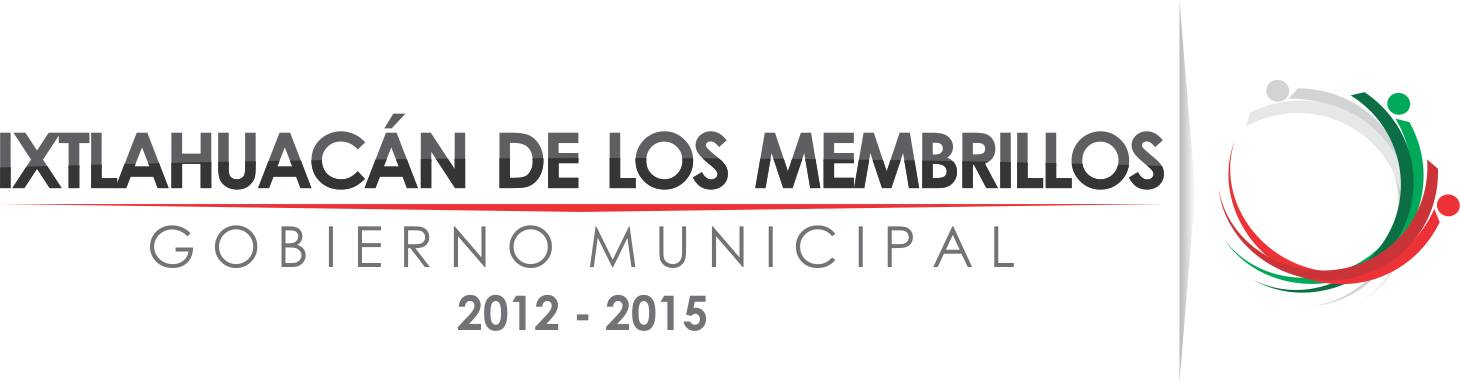 IXTLAHUACÁN DE LOS MEMBRILLOS
GOBIERNO MUNICIPAL
2012 - 2015